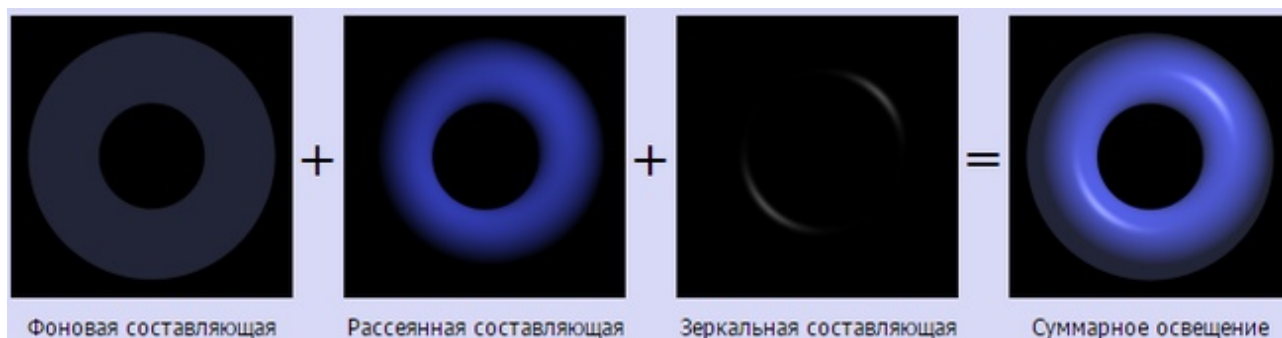 + + =
Фоновая составляющая Рассеянная составляющая Зеркальная составляющая Суммарное освещение